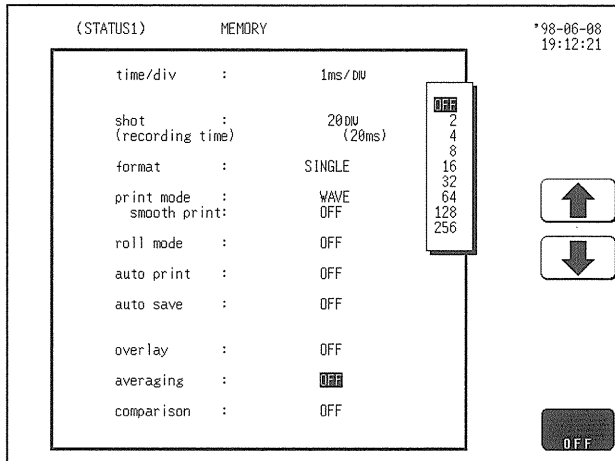 (STATUS1) MEMORY '98-06-08
19:12:21
time/div : 1ms/DIV
shot : 20DIV
(recording time) (20ms)
format : SINGLE
print mode : WAVE
smooth print: OFF
roll mode : OFF
auto print : OFF
auto save : OFF
overlay : OFF
averaging : OFF
comparison : OFF
OFF
2
4
8
16
32
64
128
256
OFF